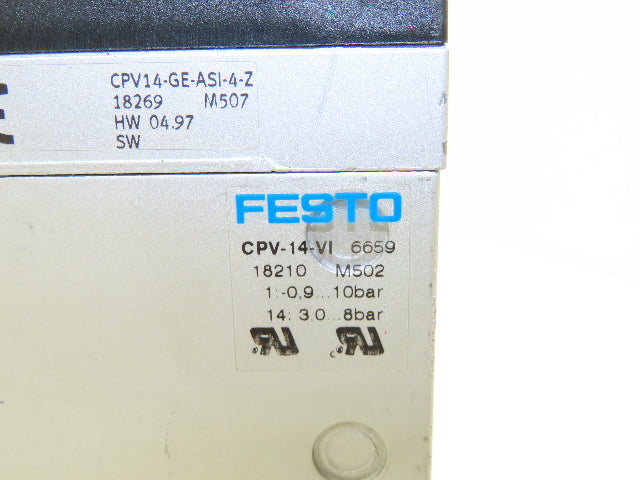 CPV14-GE-ASI-4-Z
18269 M507
HW 04.97
SW
FESTO
CPV-14-VI 6659
18210 M502
1:-0,9...10bar
14: 3,0...8bar